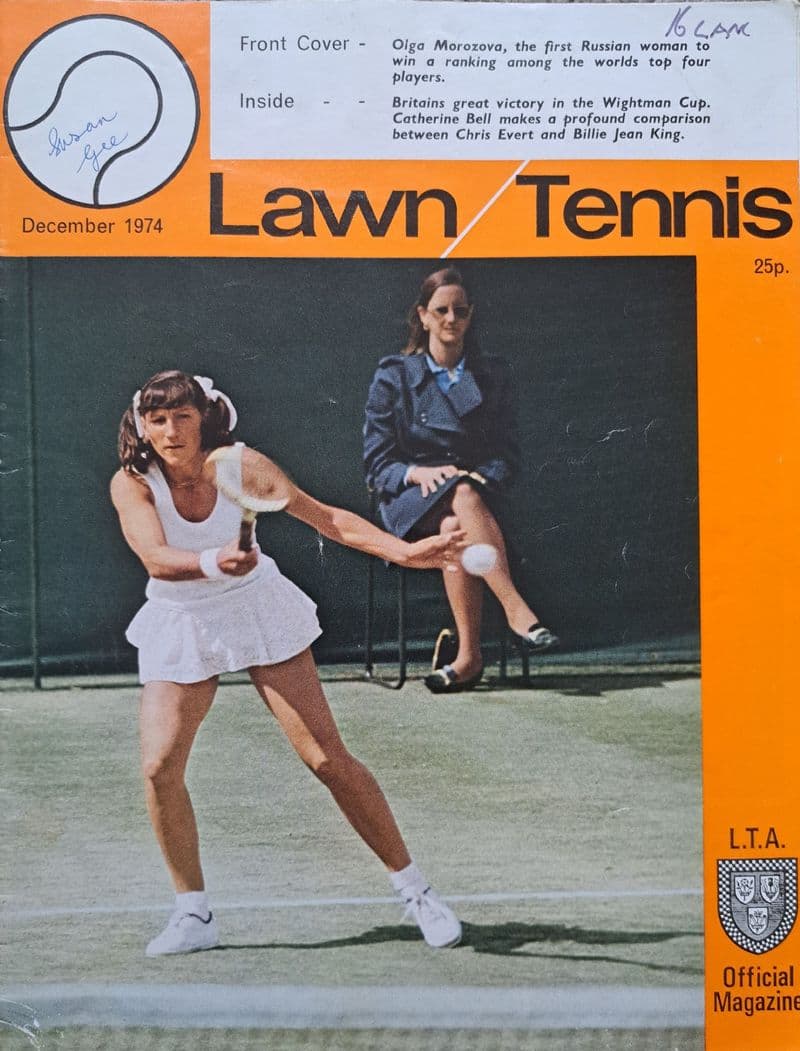 16 LAR
Front Cover -
Olga Morozova, the first Russian woman to
win a ranking among the worlds top four
players.
Inside - -
Britains great victory in the Wightman Cup.
Catherine Bell makes a profound comparison
between Chris Evert and Billie Jean King.
Susan
Gee
December 1974
Lawn Tennis
25p.
L.T.A.
Official
Magazine